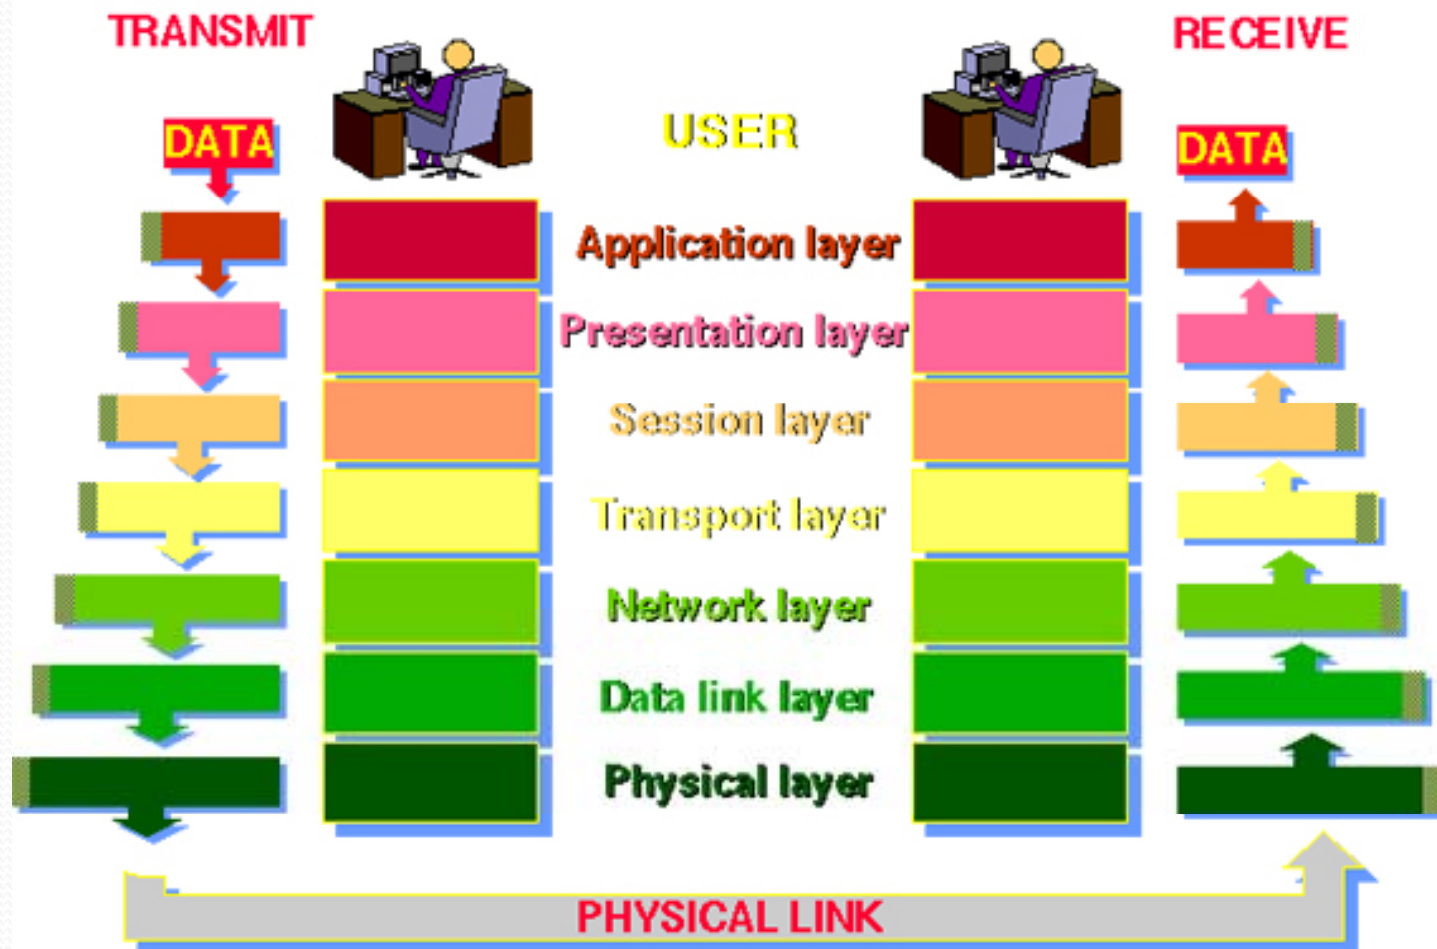 TRANSMIT
RECEIVE
DATA
USER
DATA
Application layer
Presentation layer
Session layer
Transport layer
Network layer
Data link layer
Physical layer
PHYSICAL LINK